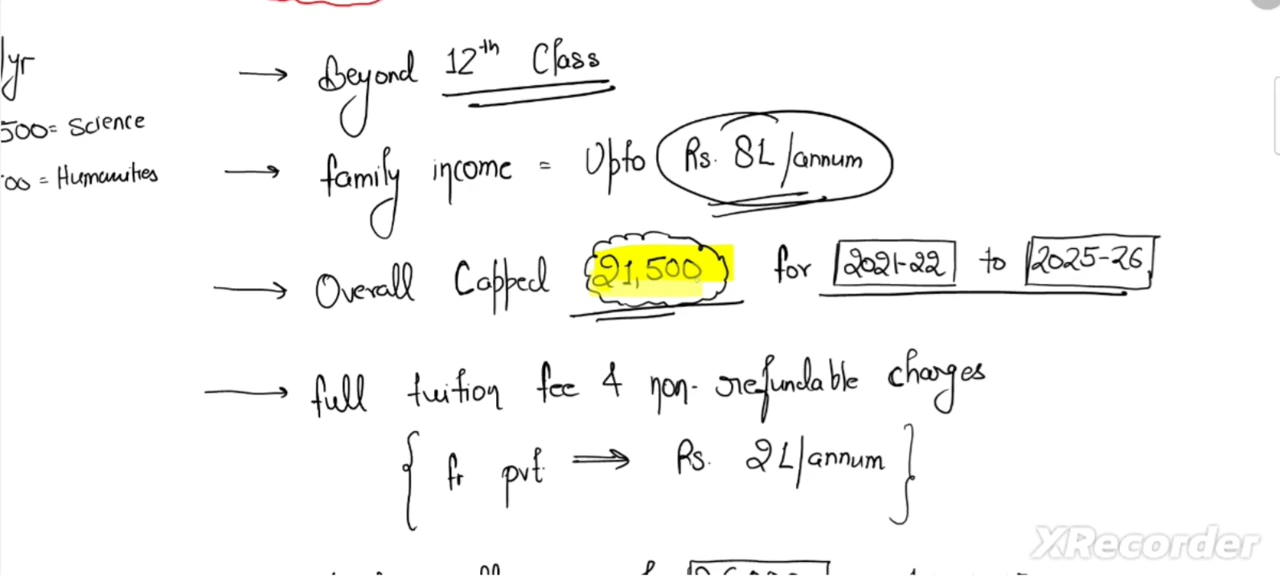 /yr
→ Beyond 12th Class
500 = Science
→ family income = Upto Rs. 8L/annum
00 = Humanities
→ Overall Capped 21,500 for 2021-22 to 2025-26
→ full tuition fee & non-refundable charges
{ fr pvt ⇒ Rs. 2L/annum }
XRecorder